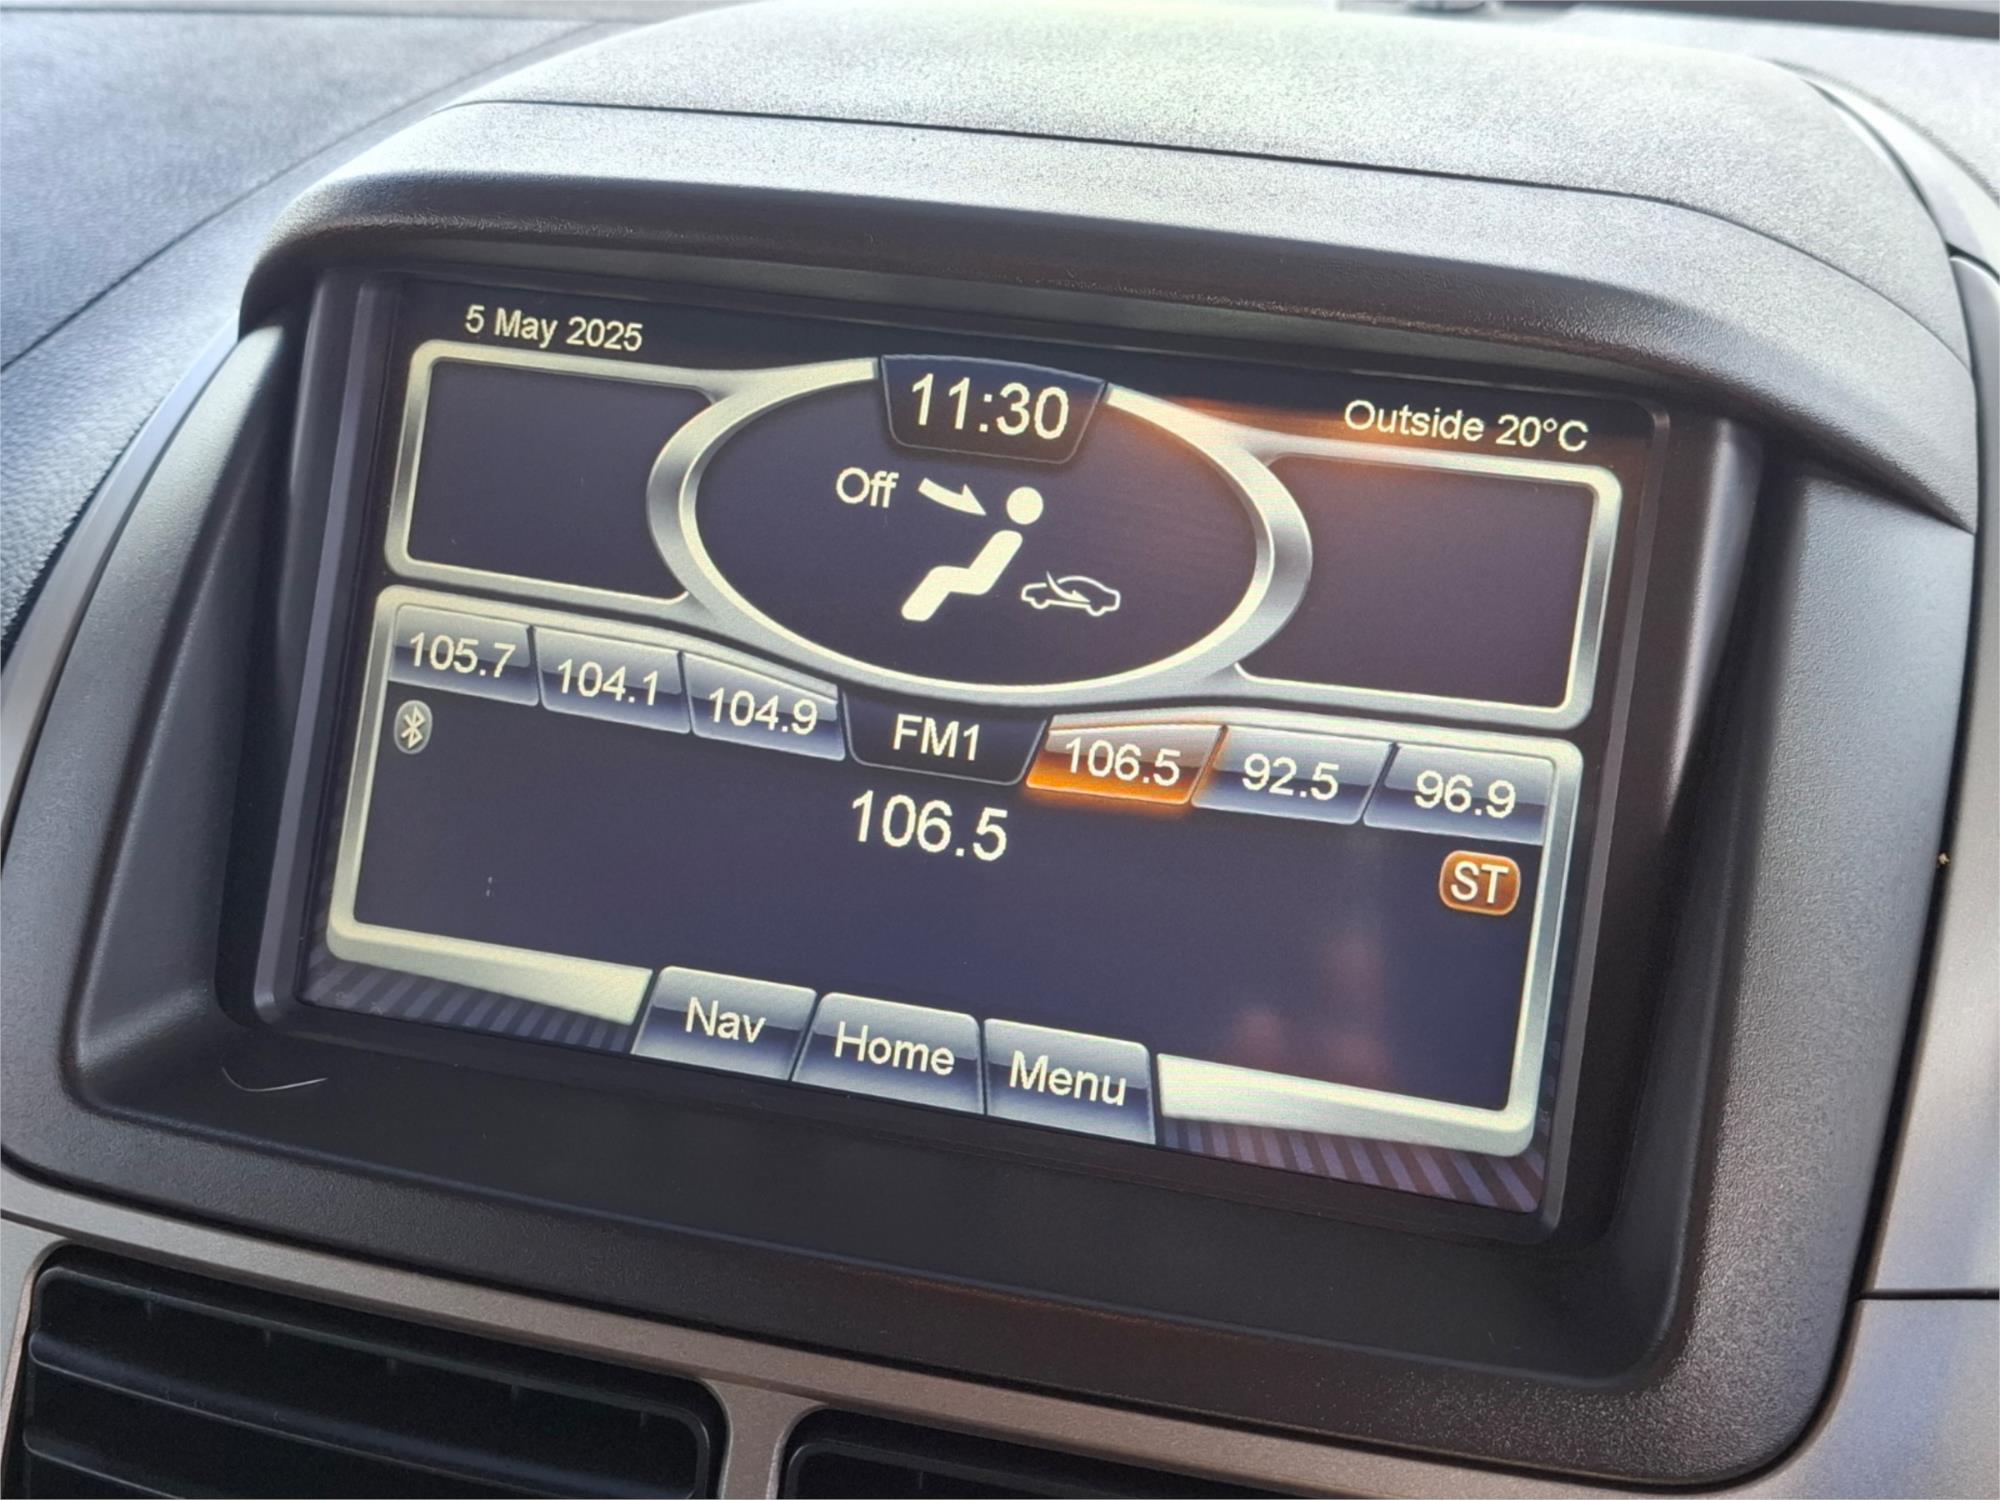 5 May 2025
11:30
Outside 20°C
Off
105.7
104.1
104.9
FM1
106.5
92.5
96.9
106.5
ST
Nav
Home
Menu